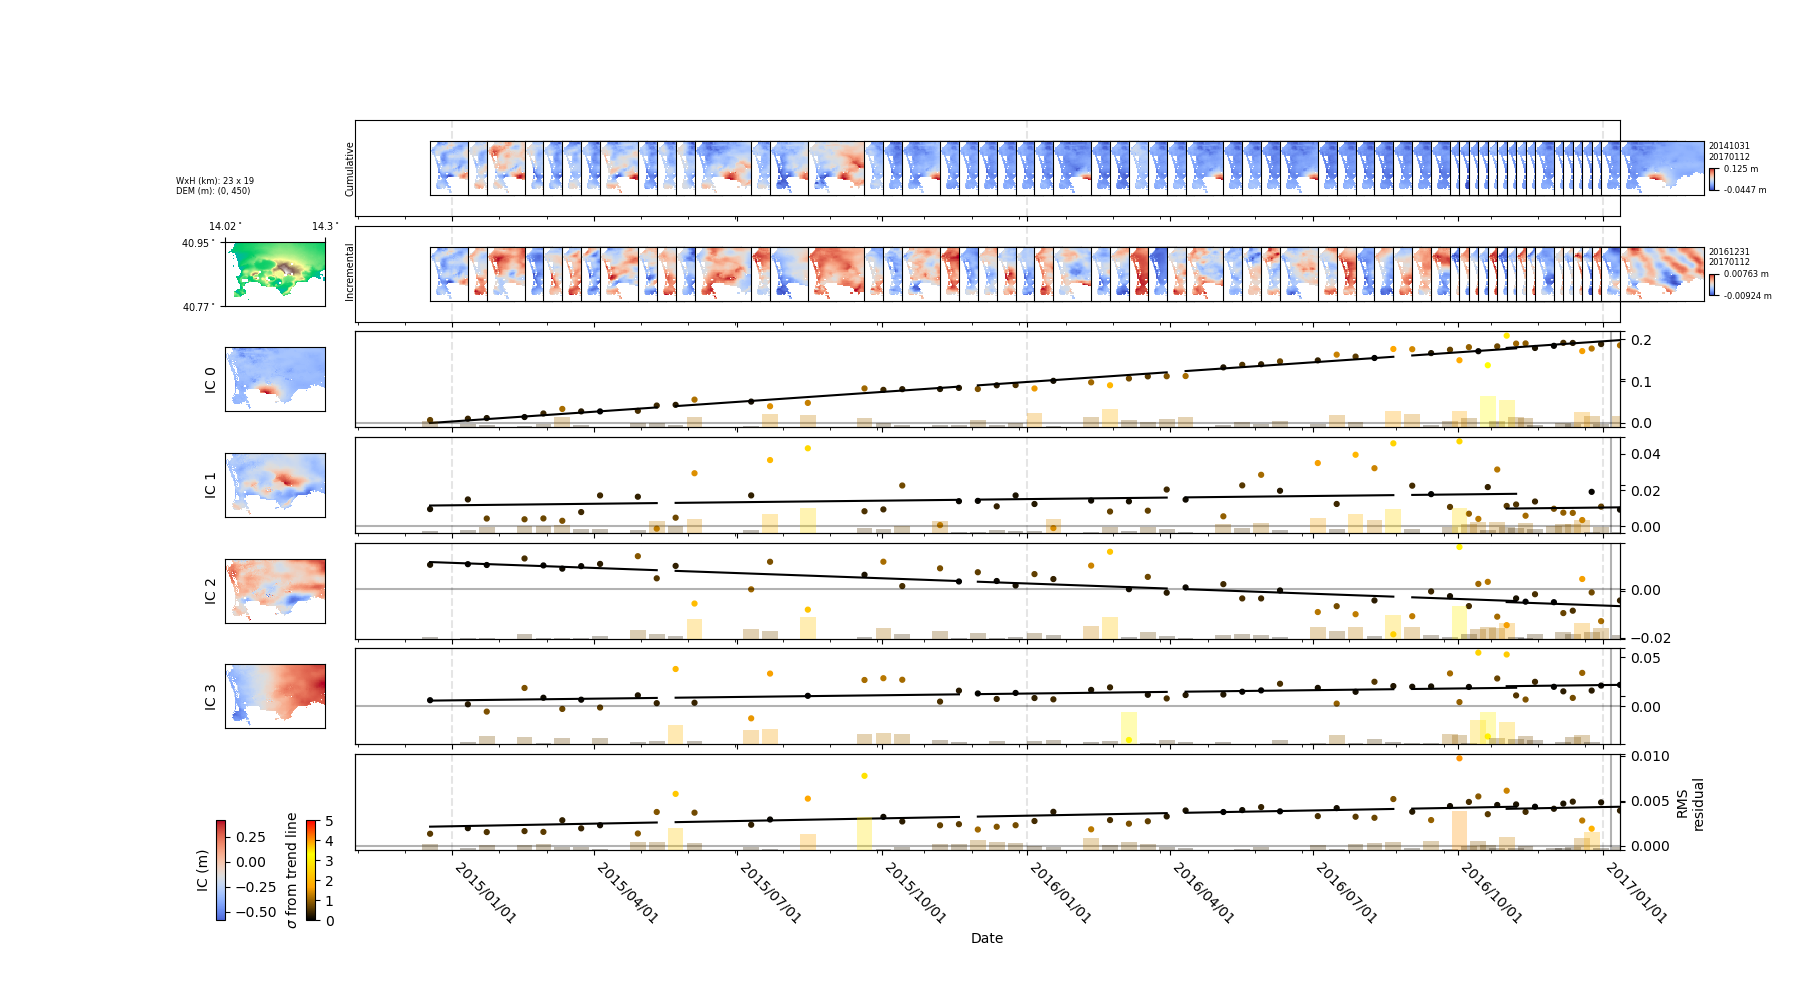 Cumulative
20141031
20170112
0.125 m
-0.0447 m
WxH (km): 23 x 19
DEM (m): (0, 450)
14.02° 14.3°
40.95°
40.77°
Incremental
20161231
20170112
0.00763 m
-0.00924 m
IC 0
0.2
0.1
0.0
IC 1
0.04
0.02
0.00
IC 2
0.00
−0.02
IC 3
0.05
0.00
0.010
0.005
0.000
RMS
residual
IC (m)
0.25
0.00
−0.25
−0.50
σ from trend line
5
4
3
2
1
0
2015/01/01
2015/04/01
2015/07/01
2015/10/01
2016/01/01
2016/04/01
2016/07/01
2016/10/01
2017/01/01
Date